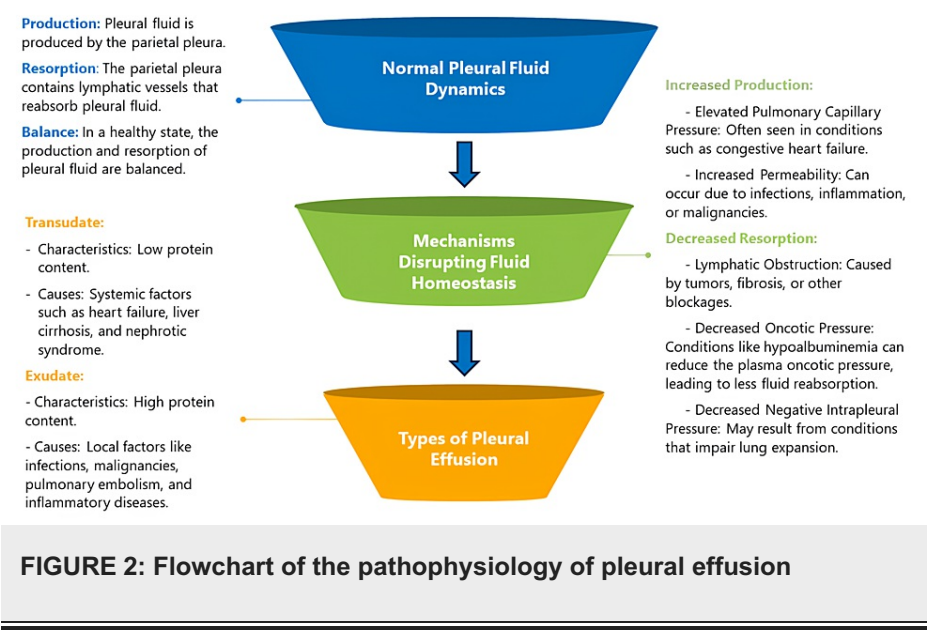 Production: Pleural fluid is
produced by the parietal pleura.
Resorption: The parietal pleura
contains lymphatic vessels that
reabsorb pleural fluid.
Balance: In a healthy state, the
production and resorption of
pleural fluid are balanced.
Normal Pleural Fluid
Dynamics
Increased Production:
- Elevated Pulmonary Capillary
Pressure: Often seen in conditions
such as congestive heart failure.
- Increased Permeability: Can
occur due to infections, inflammation,
or malignancies.
Decreased Resorption:
- Lymphatic Obstruction: Caused
by tumors, fibrosis, or other
blockages.
- Decreased Oncotic Pressure:
Conditions like hypoalbuminemia can
reduce the plasma oncotic pressure,
leading to less fluid reabsorption.
- Decreased Negative Intrapleural
Pressure: May result from conditions
that impair lung expansion.
Mechanisms
Disrupting Fluid
Homeostasis
Transudate:
- Characteristics: Low protein
content.
- Causes: Systemic factors
such as heart failure, liver
cirrhosis, and nephrotic
syndrome.
Exudate:
- Characteristics: High protein
content.
- Causes: Local factors like
infections, malignancies,
pulmonary embolism, and
inflammatory diseases.
Types of Pleural
Effusion
FIGURE 2: Flowchart of the pathophysiology of pleural effusion